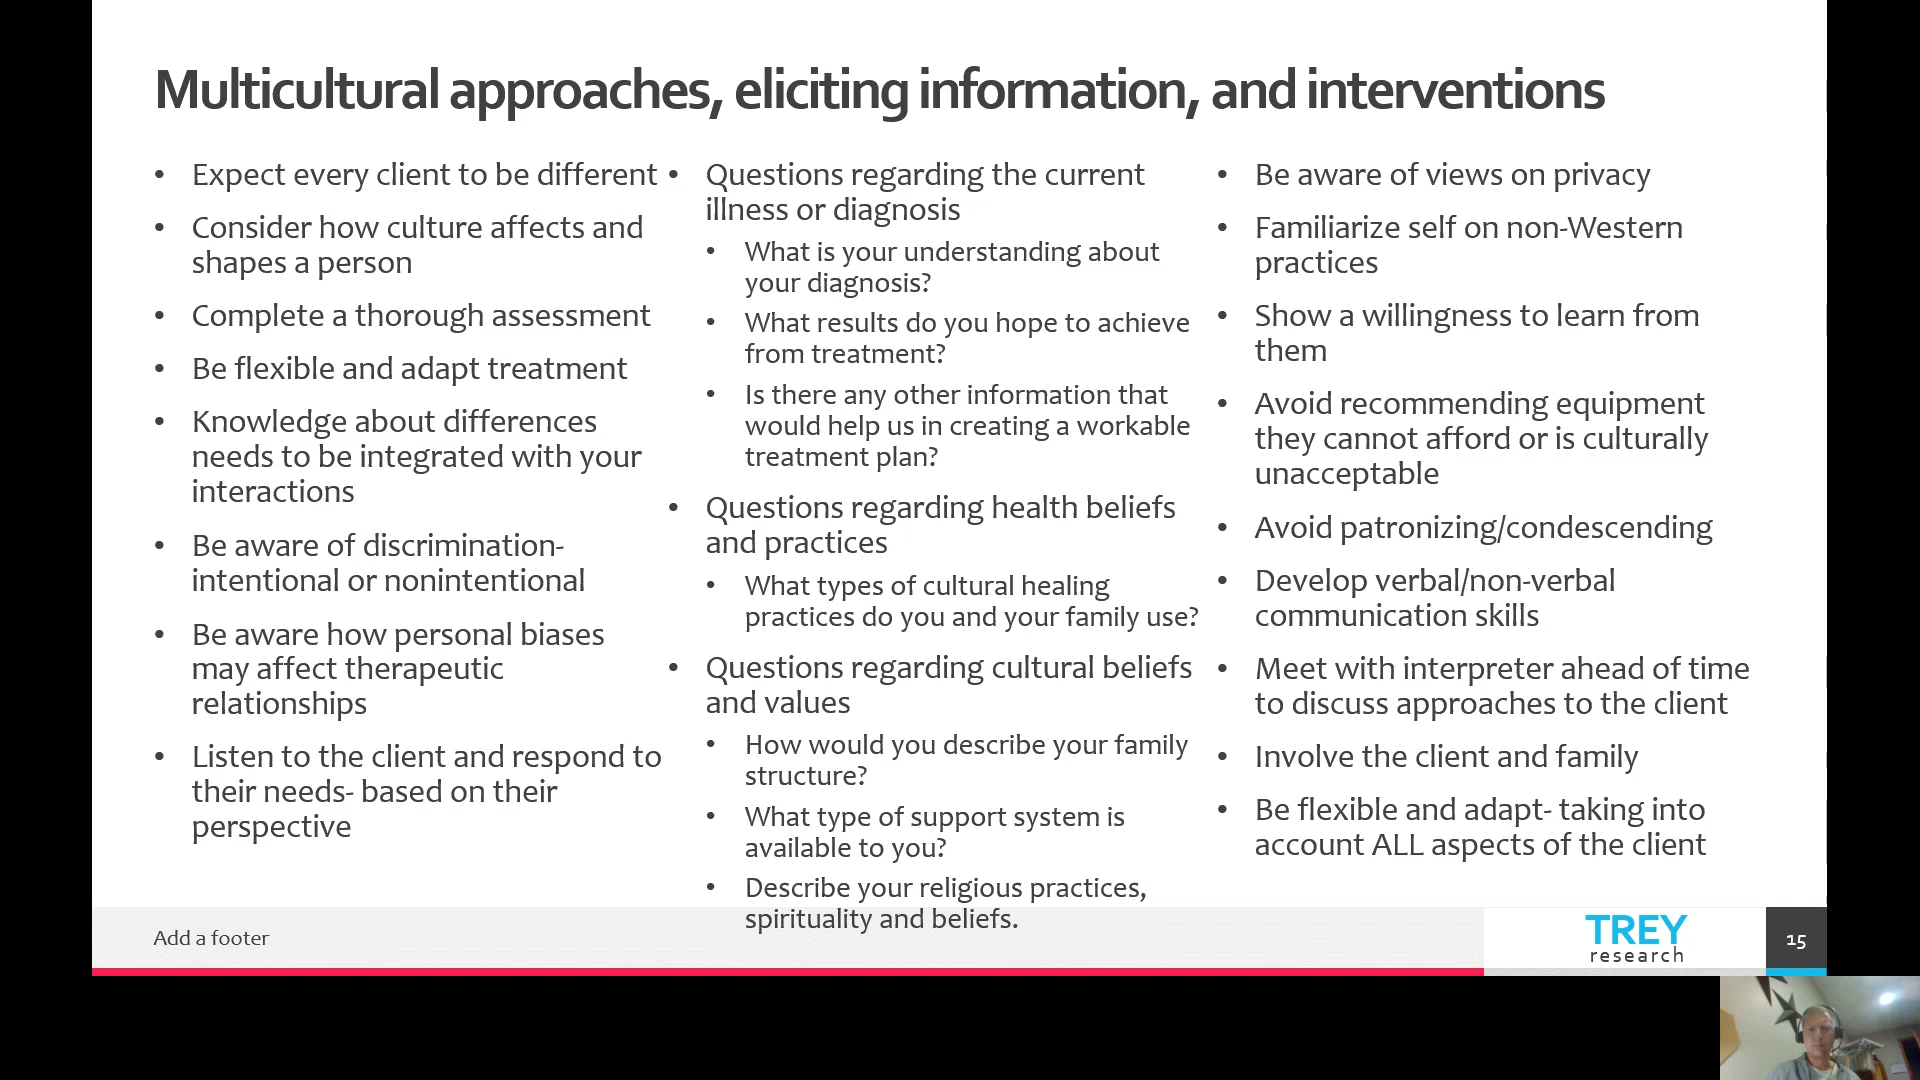 Multicultural approaches, eliciting information, and interventions
• Expect every client to be different
• Consider how culture affects and
shapes a person
• Complete a thorough assessment
• Be flexible and adapt treatment
• Knowledge about differences
needs to be integrated with your
interactions
• Be aware of discrimination-
intentional or nonintentional
• Be aware how personal biases
may affect therapeutic
relationships
• Listen to the client and respond to
their needs- based on their
perspective
• Questions regarding the current
illness or diagnosis
• What is your understanding about
your diagnosis?
• What results do you hope to achieve
from treatment?
• Is there any other information that
would help us in creating a workable
treatment plan?
• Questions regarding health beliefs
and practices
• What types of cultural healing
practices do you and your family use?
• Questions regarding cultural beliefs
and values
• How would you describe your family
structure?
• What type of support system is
available to you?
• Describe your religious practices,
spirituality and beliefs.
• Be aware of views on privacy
• Familiarize self on non-Western
practices
• Show a willingness to learn from
them
• Avoid recommending equipment
they cannot afford or is culturally
unacceptable
• Avoid patronizing/condescending
• Develop verbal/non-verbal
communication skills
• Meet with interpreter ahead of time
to discuss approaches to the client
• Involve the client and family
• Be flexible and adapt- taking into
account ALL aspects of the client
Add a footer
TREY
research
15